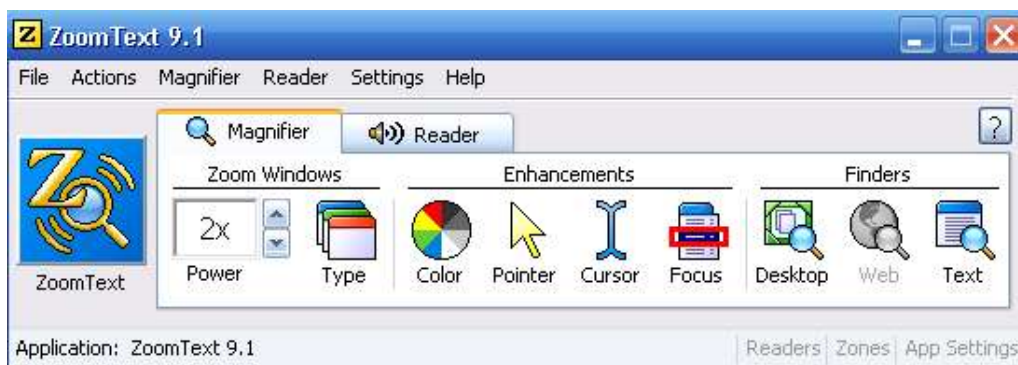 Z ZoomText 9.1
File Actions Magnifier Reader Settings Help
Magnifier Reader ?
Zoom Windows Enhancements Finders
2x
Power Type Color Pointer Cursor Focus Desktop Web Text
ZoomText
Application: ZoomText 9.1 Readers Zones App Settings